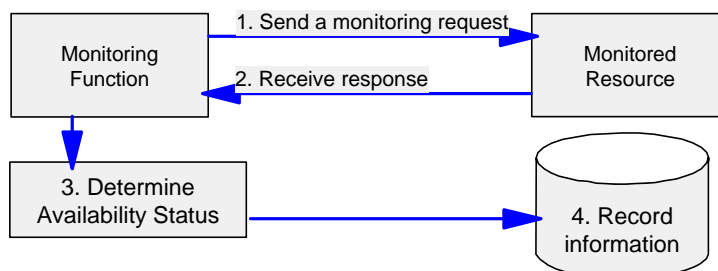 1. Send a monitoring request
Monitoring
Function
Monitored
Resource
2. Receive response
3. Determine
Availability Status
4. Record
information